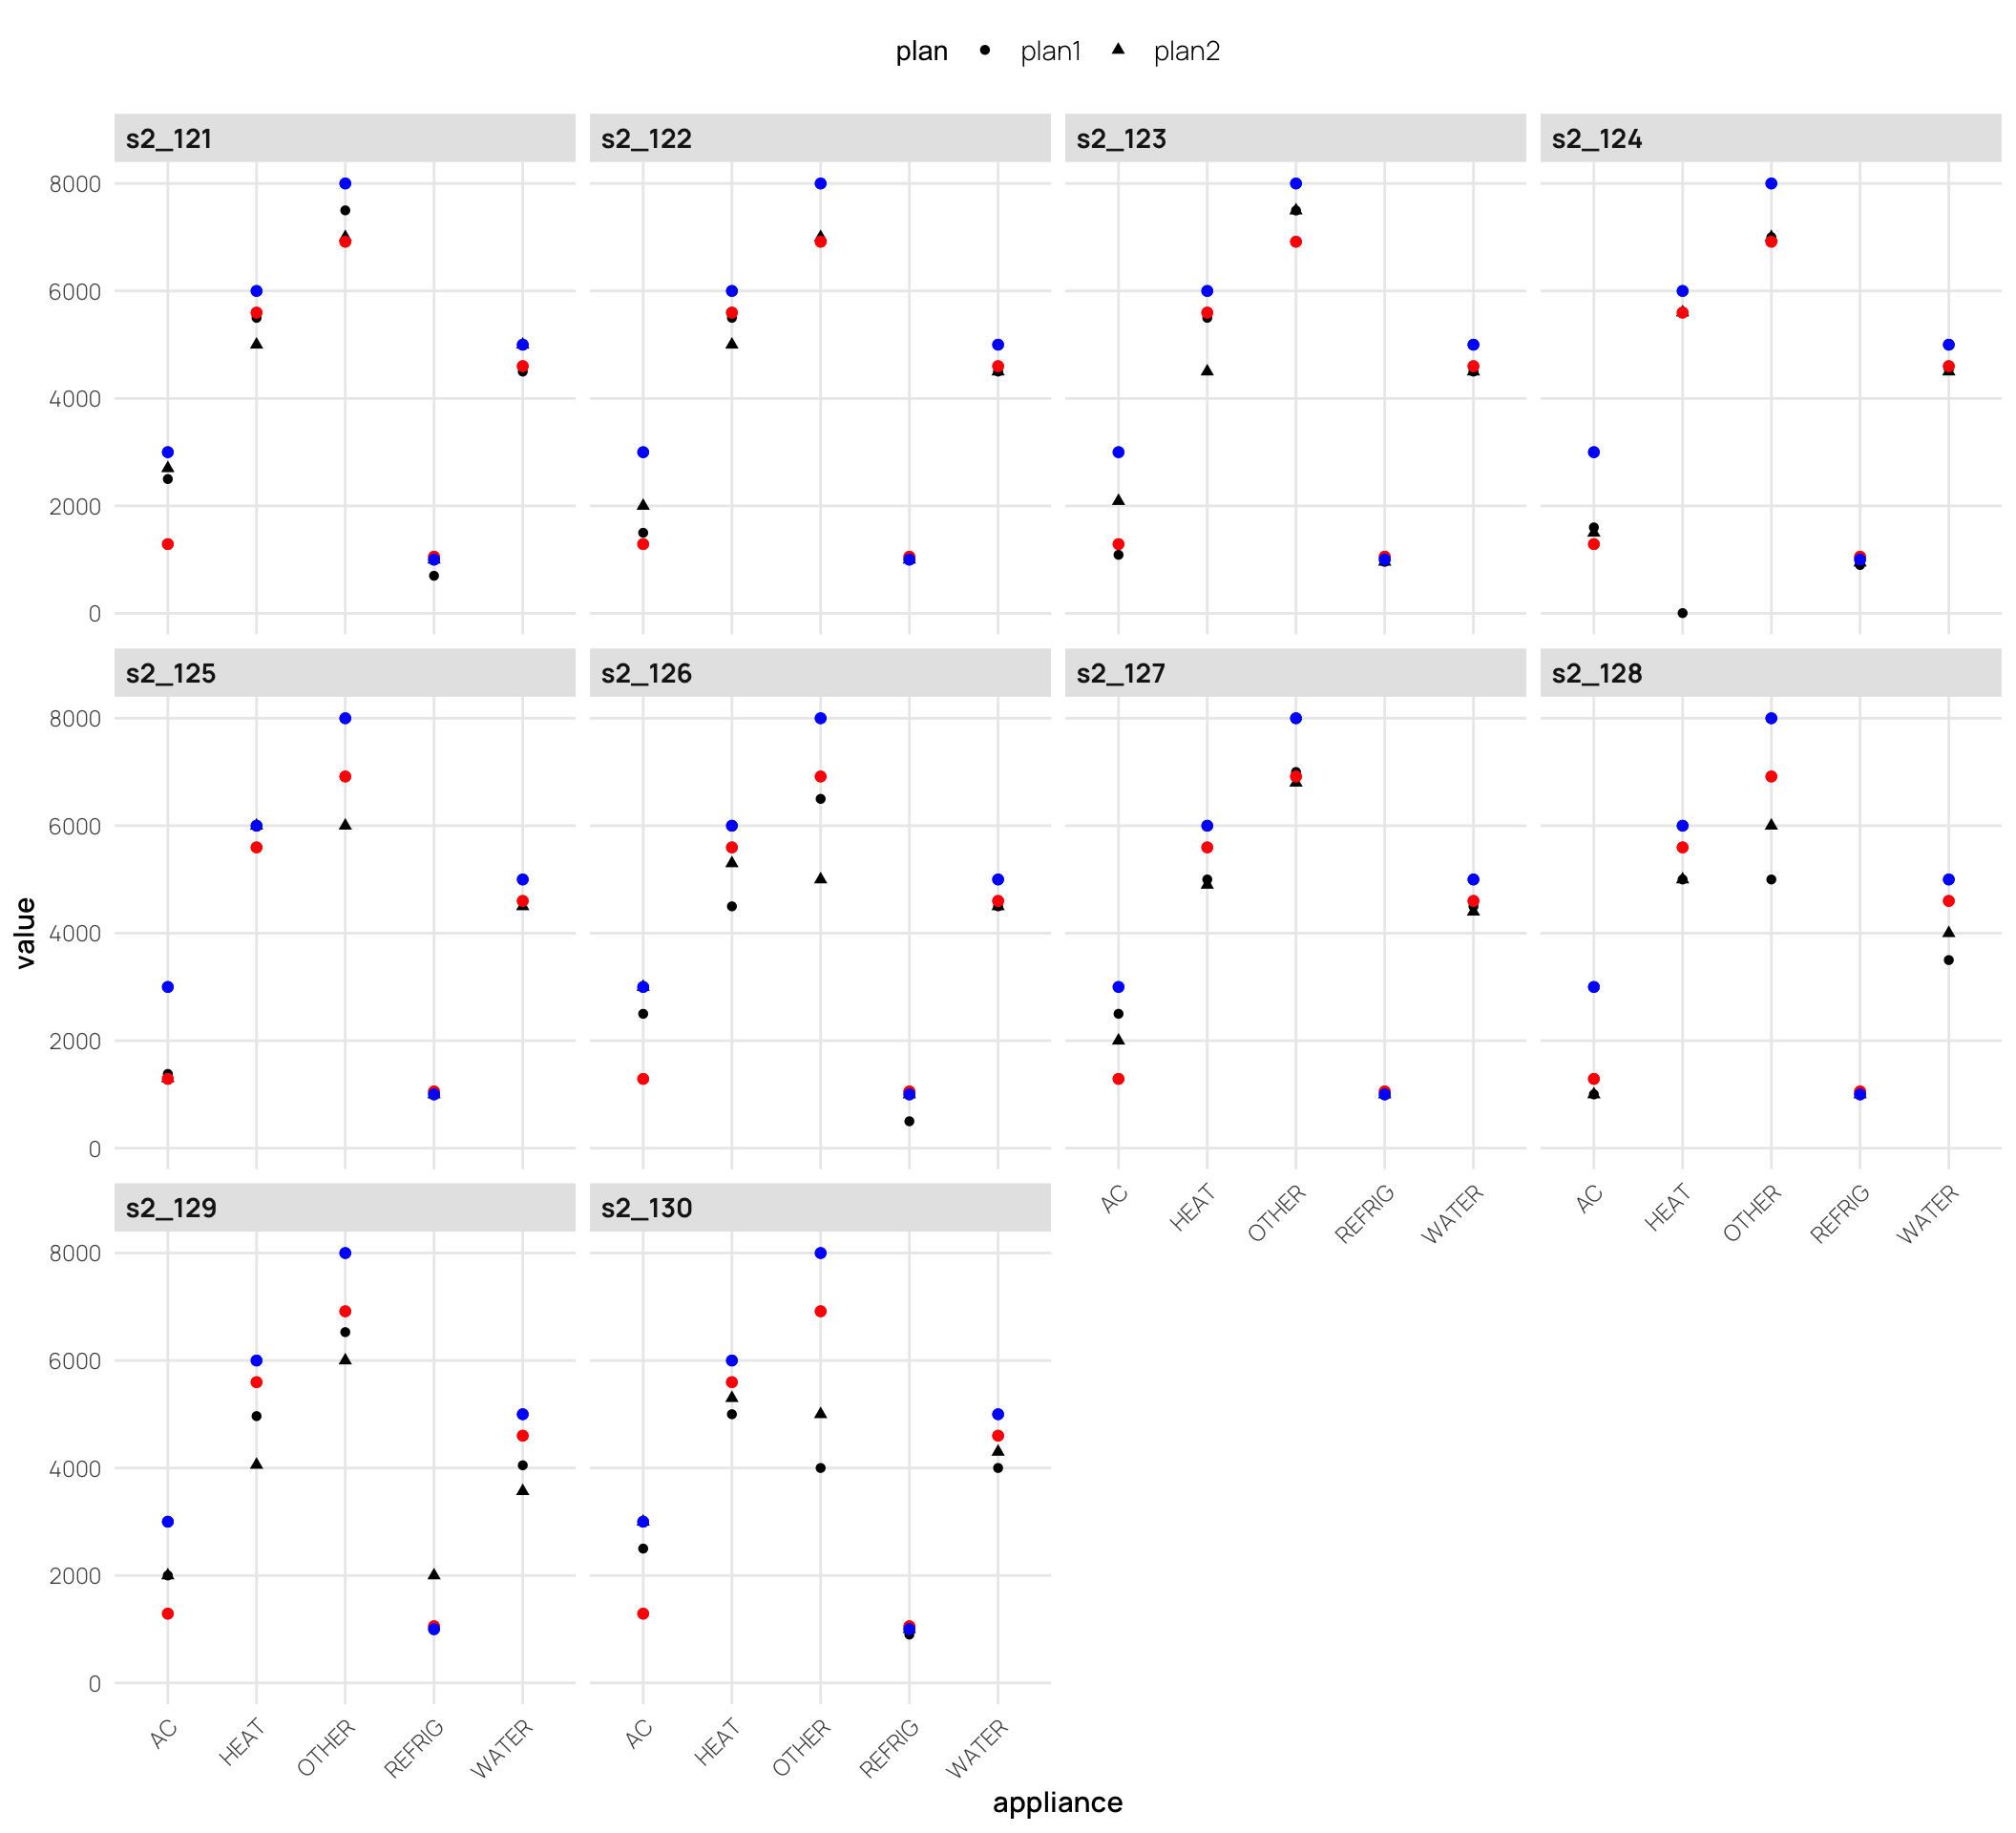 plan plan1 plan2
s2_121 s2_122 s2_123 s2_124
8000
6000
4000
2000
0
s2_125 s2_126 s2_127 s2_128
8000
6000
4000
2000
0
AC HEAT OTHER REFRIG WATER AC HEAT OTHER REFRIG WATER
s2_129 s2_130
8000
6000
4000
2000
0
AC HEAT OTHER REFRIG WATER AC HEAT OTHER REFRIG WATER
value
appliance